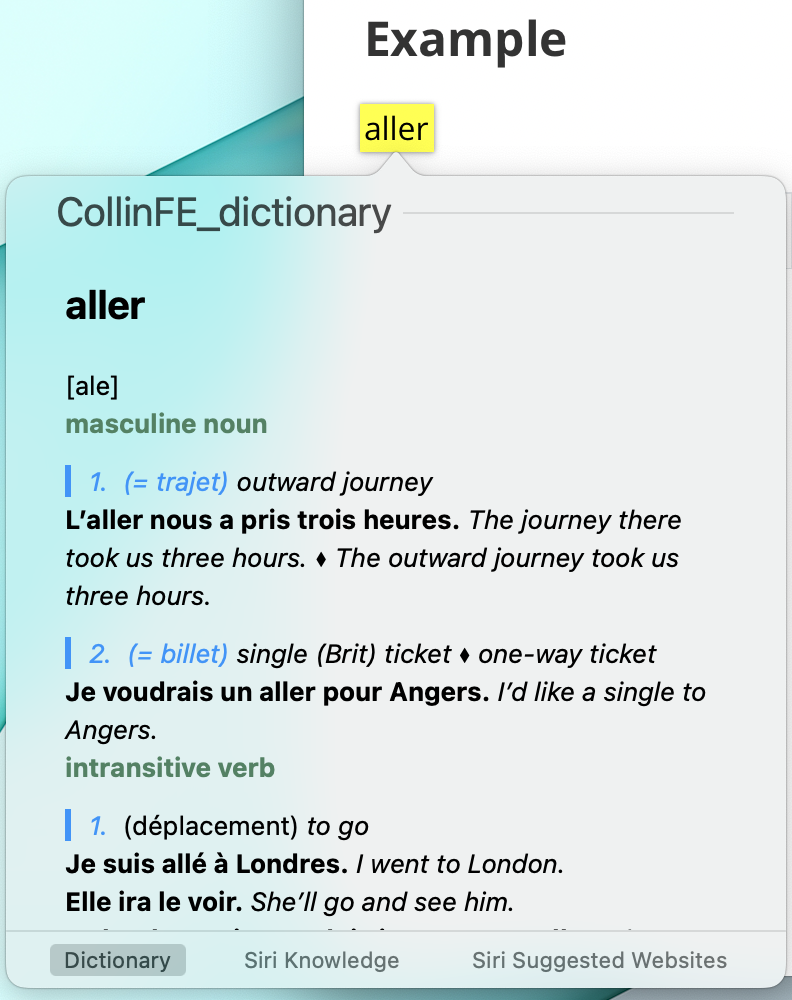 Example
aller
CollinFE_dictionary
aller
[ale]
masculine noun
1. (= trajet) outward journey
L’aller nous a pris trois heures. The journey there
took us three hours. ♦ The outward journey took us
three hours.
2. (= billet) single (Brit) ticket ♦ one-way ticket
Je voudrais un aller pour Angers. I’d like a single to
Angers.
intransitive verb
1. (déplacement) to go
Je suis allé à Londres. I went to London.
Elle ira le voir. She’ll go and see him.
Dictionary
Siri Knowledge
Siri Suggested Websites